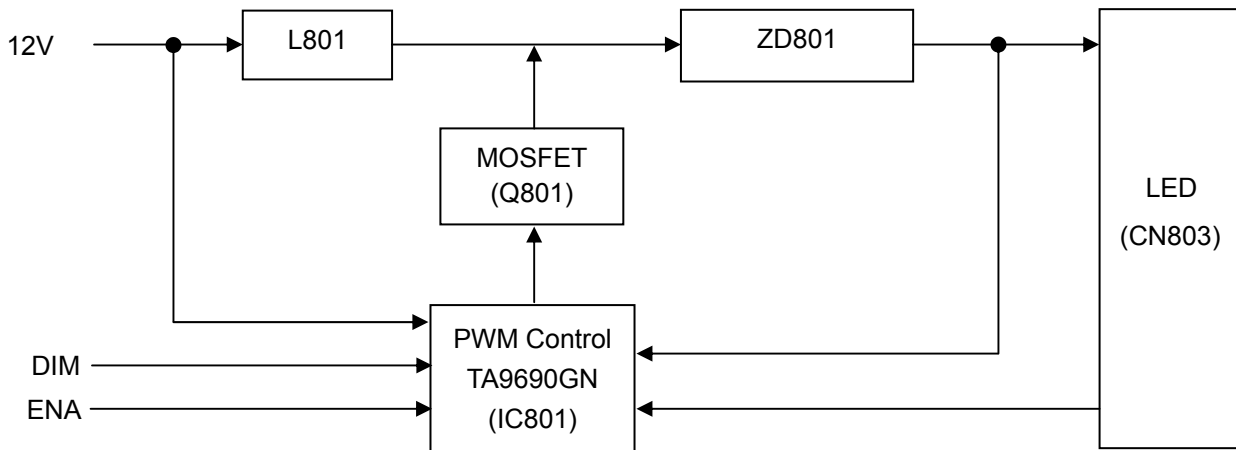 12V
L801
ZD801
MOSFET
(Q801)
LED
(CN803)
PWM Control
TA9690GN
(IC801)
DIM
ENA